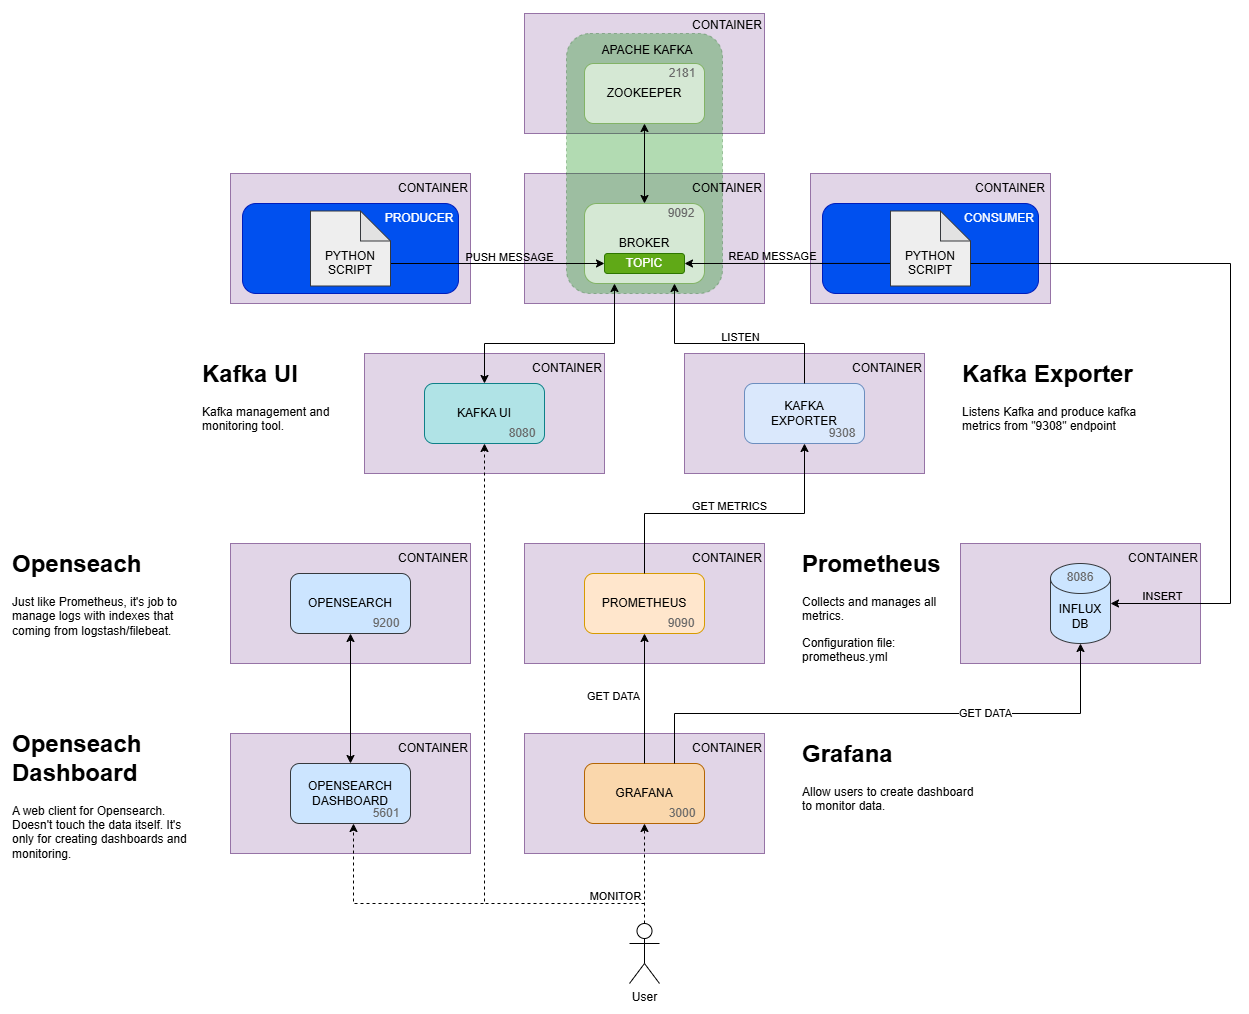 CONTAINER
APACHE KAFKA
2181
ZOOKEEPER
CONTAINER
PRODUCER
PYTHON
SCRIPT
PUSH MESSAGE
CONTAINER
9092
BROKER
TOPIC
READ MESSAGE
CONTAINER
CONSUMER
PYTHON
SCRIPT
Kafka UI
Kafka management and
monitoring tool.
CONTAINER
KAFKA UI
8080
LISTEN
CONTAINER
KAFKA
EXPORTER
9308
Kafka Exporter
Listens Kafka and produce kafka
metrics from "9308" endpoint
GET METRICS
Openseach
Just like Prometheus, it's job to
manage logs with indexes that
coming from logstash/filebeat.
CONTAINER
OPENSEARCH
9200
CONTAINER
PROMETHEUS
9090
Prometheus
Collects and manages all
metrics.
Configuration file:
prometheus.yml
CONTAINER
8086
INFLUX
DB
INSERT
GET DATA
GET DATA
Openseach
Dashboard
A web client for Opensearch.
Doesn't touch the data itself. It's
only for creating dashboards and
monitoring.
CONTAINER
OPENSEARCH
DASHBOARD
5601
CONTAINER
GRAFANA
3000
Grafana
Allow users to create dashboard
to monitor data.
MONITOR
User